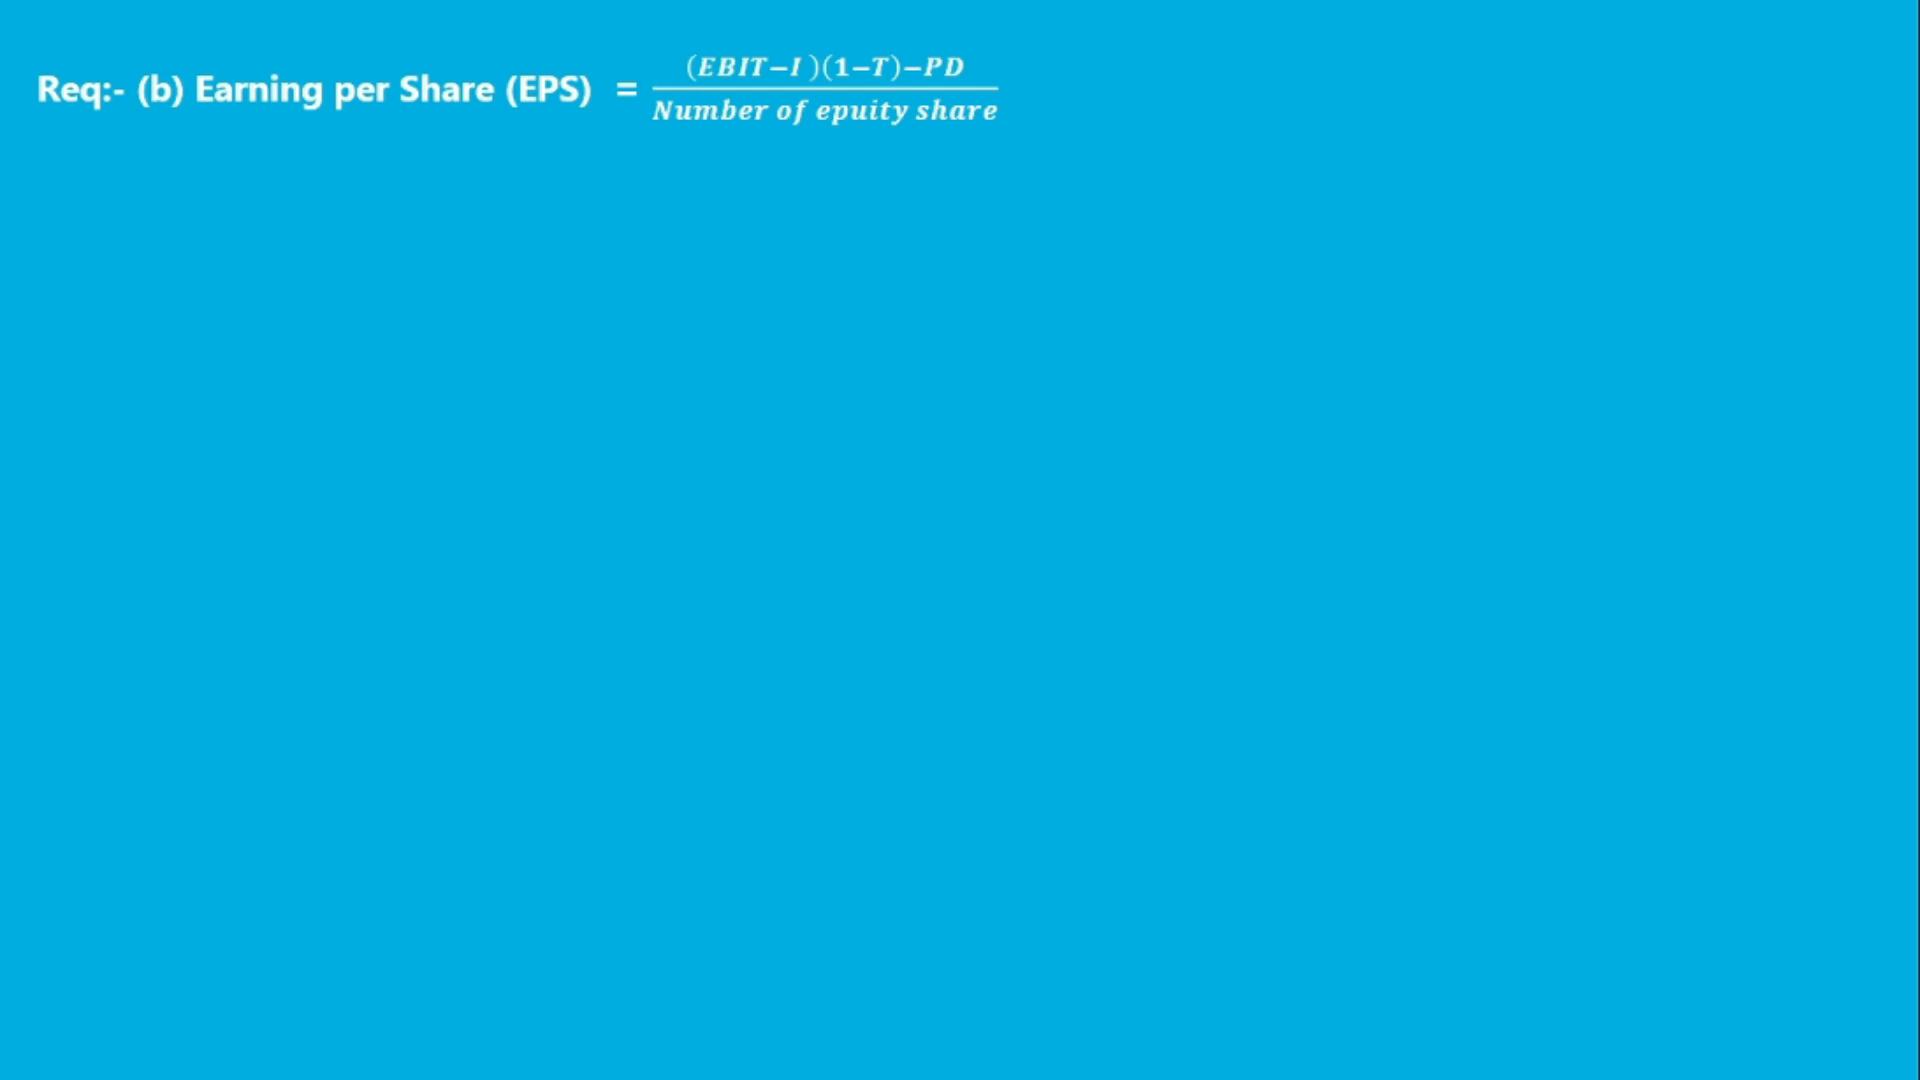 Req:- (b) Earning per Share (EPS) = (EBIT−I )(1−T)−PD
Number of epuity share